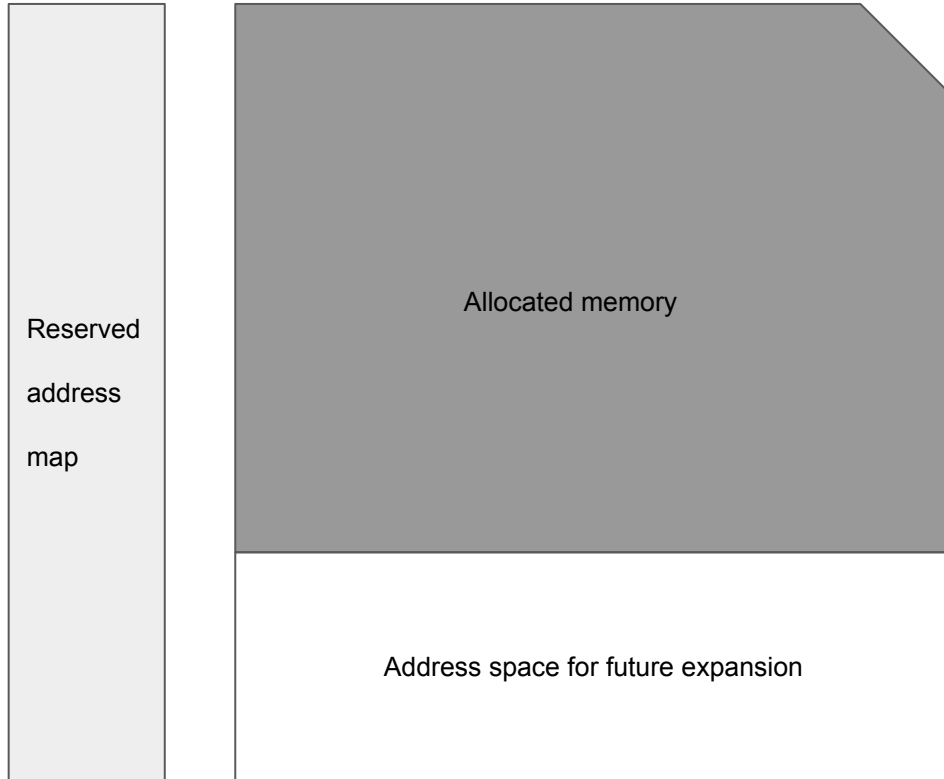 Reserved
address
map
Allocated memory
Address space for future expansion